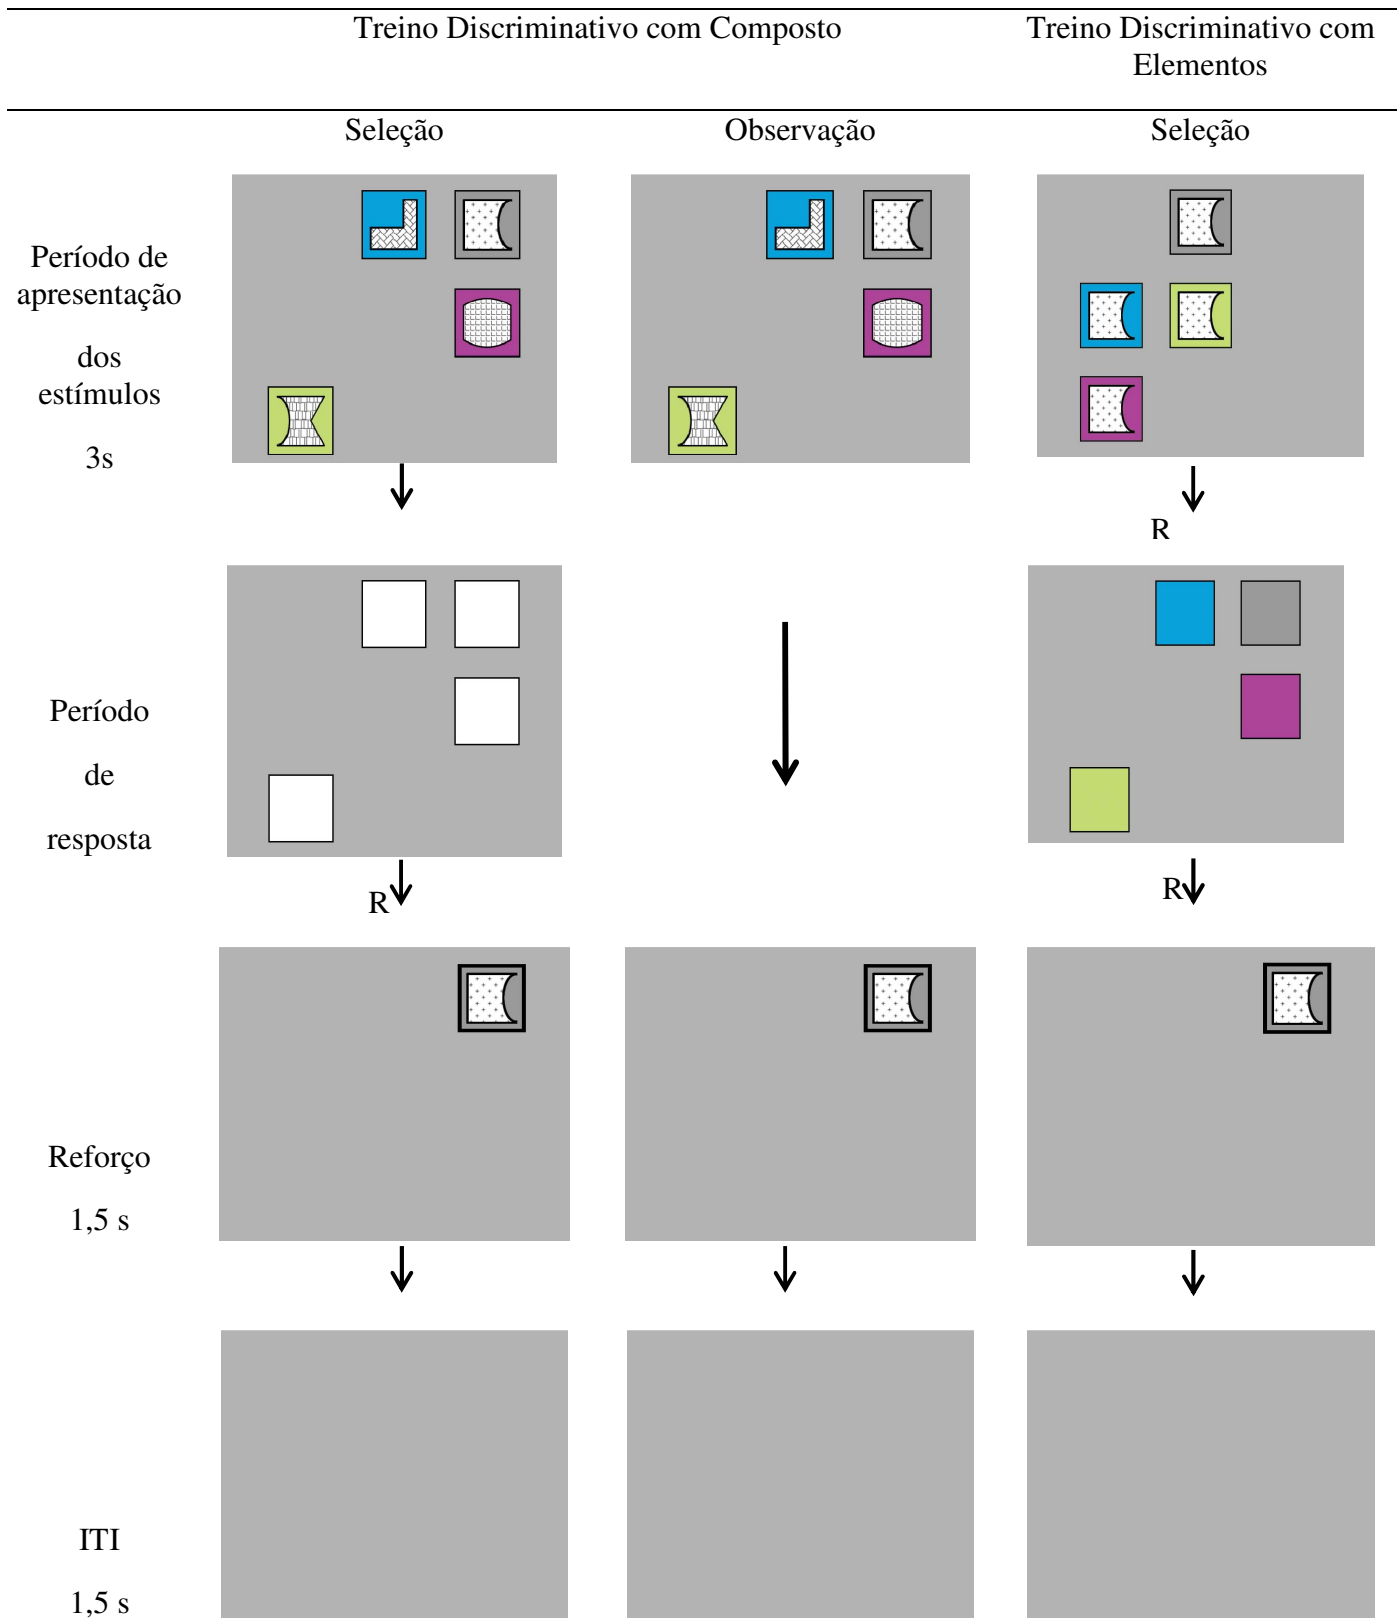 Treino Discriminativo com Composto
Treino Discriminativo com
Elementos
Seleção
Observação
Seleção
Período de
apresentação
dos
estímulos
3s
R
Período
de
resposta
R
R
Reforço
1,5 s
ITI
1,5 s